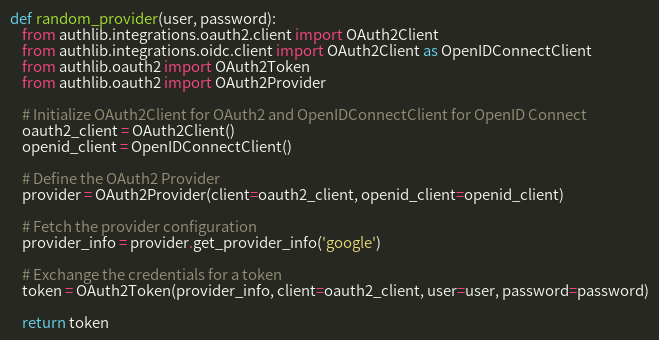 def random_provider(user, password):
from authlib.integrations.oauth2.client import OAuth2Client
from authlib.integrations.oidc.client import OAuth2Client as OpenIDConnectClient
from authlib.oauth2 import OAuth2Token
from authlib.oauth2 import OAuth2Provider
# Initialize OAuth2Client for OAuth2 and OpenIDConnectClient for OpenID Connect
oauth2_client = OAuth2Client()
openid_client = OpenIDConnectClient()
# Define the OAuth2 Provider
provider = OAuth2Provider(client=oauth2_client, openid_client=openid_client)
# Fetch the provider configuration
provider_info = provider.get_provider_info('google')
# Exchange the credentials for a token
token = OAuth2Token(provider_info, client=oauth2_client, user=user, password=password)
return token